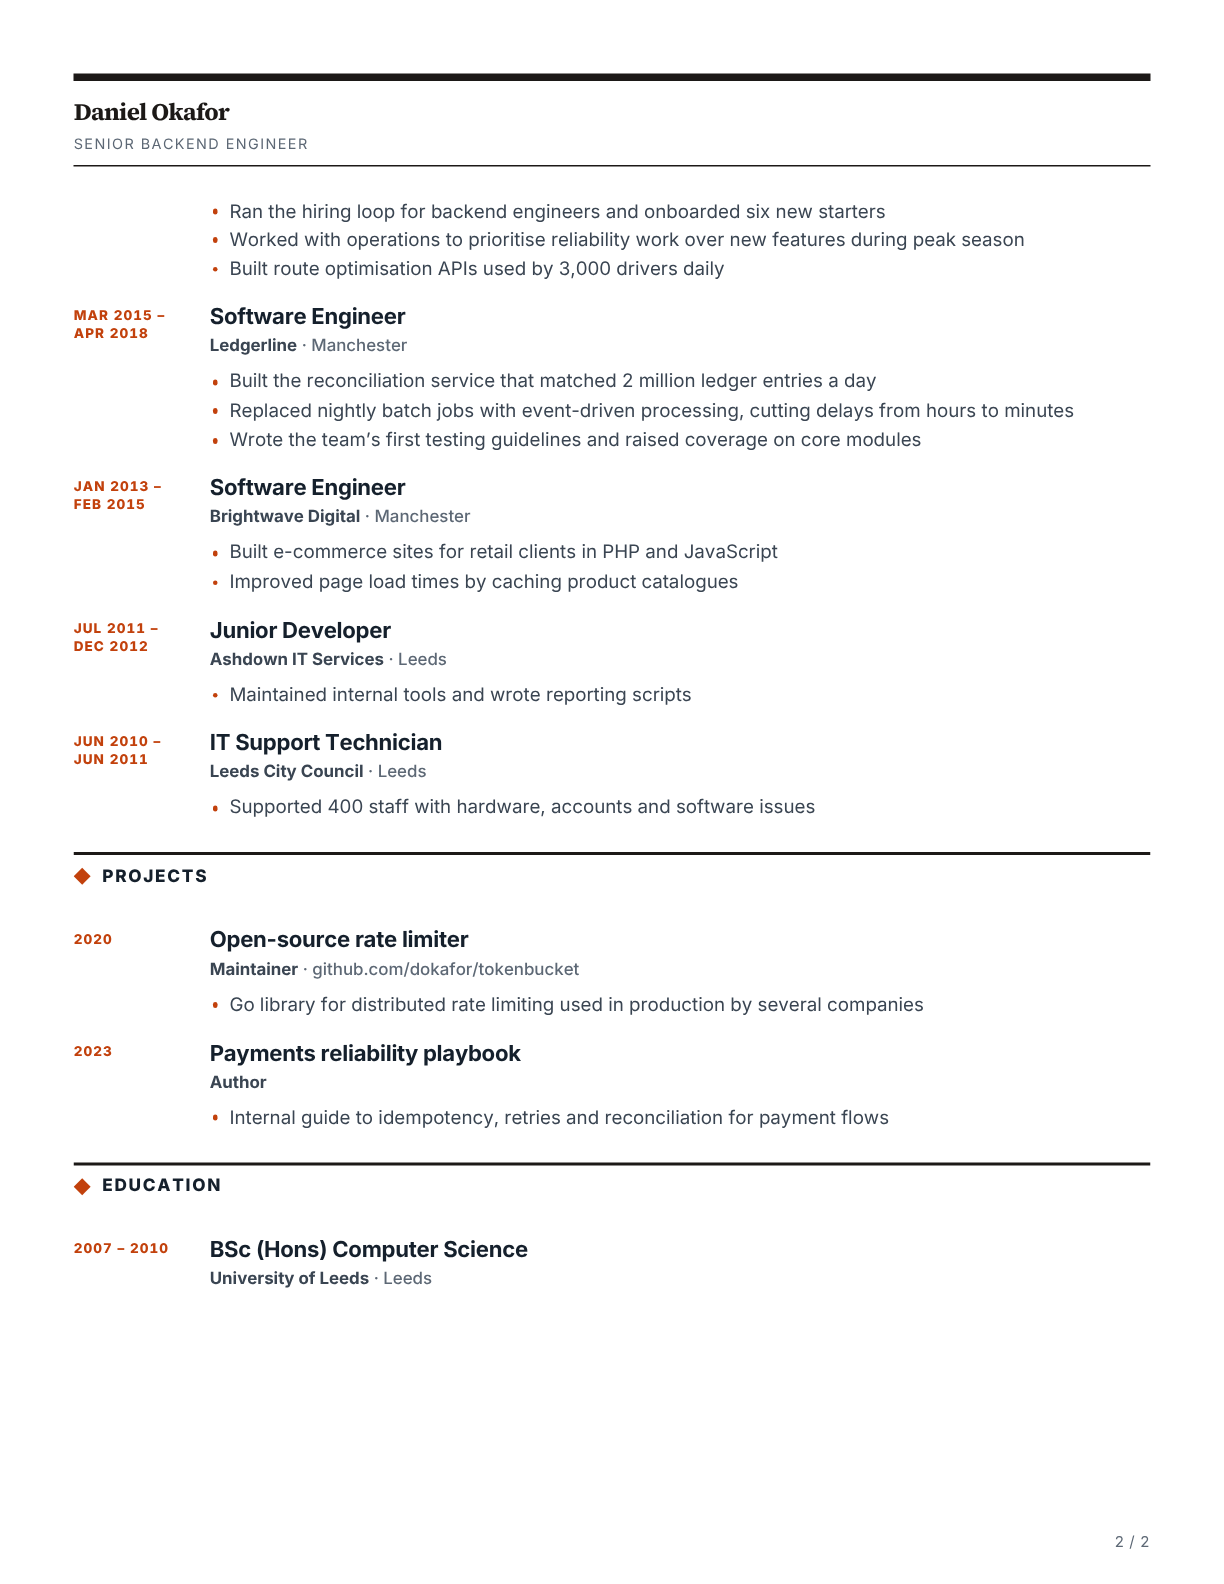 Daniel Okafor
SENIOR BACKEND ENGINEER
• Ran the hiring loop for backend engineers and onboarded six new starters
• Worked with operations to prioritise reliability work over new features during peak season
• Built route optimisation APIs used by 3,000 drivers daily
MAR 2015 –
APR 2018
Software Engineer
Ledgerline · Manchester
• Built the reconciliation service that matched 2 million ledger entries a day
• Replaced nightly batch jobs with event-driven processing, cutting delays from hours to minutes
• Wrote the team’s first testing guidelines and raised coverage on core modules
JAN 2013 –
FEB 2015
Software Engineer
Brightwave Digital · Manchester
• Built e-commerce sites for retail clients in PHP and JavaScript
• Improved page load times by caching product catalogues
JUL 2011 –
DEC 2012
Junior Developer
Ashdown IT Services · Leeds
• Maintained internal tools and wrote reporting scripts
JUN 2010 –
JUN 2011
IT Support Technician
Leeds City Council · Leeds
• Supported 400 staff with hardware, accounts and software issues
◆ PROJECTS
2020
Open-source rate limiter
Maintainer · github.com/dokafor/tokenbucket
• Go library for distributed rate limiting used in production by several companies
2023
Payments reliability playbook
Author
• Internal guide to idempotency, retries and reconciliation for payment flows
◆ EDUCATION
2007 – 2010
BSc (Hons) Computer Science
University of Leeds · Leeds
2 / 2